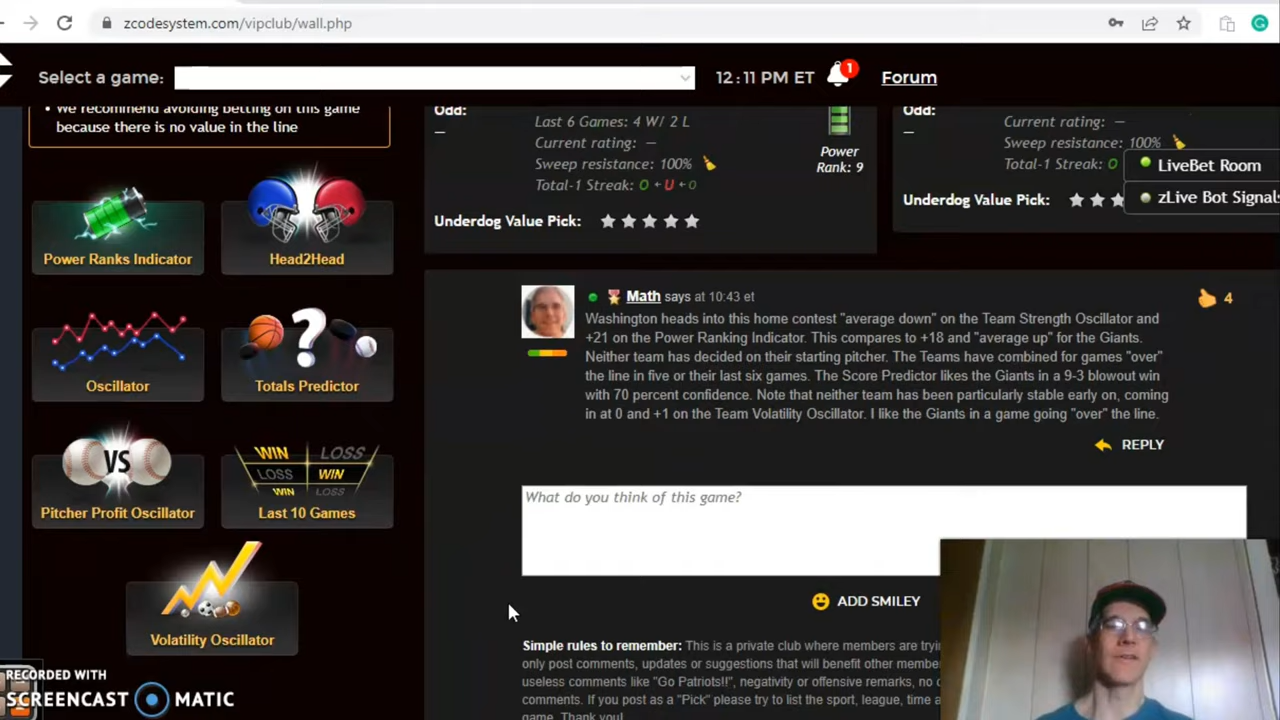 zcodesystem.com/vipclub/wall.php
Select a game:
12:11 PM ET
1
Forum
We recommend avoiding betting on this game
because there is no value in the line
Power Ranks Indicator
Head2Head
Oscillator
?
Totals Predictor
VS
Pitcher Profit Oscillator
WIN LOSS
LOSS WIN
WIN LOSS
Last 10 Games
Volatility Oscillator
Odd:
—
Last 6 Games: 4 W/ 2 L
Current rating: —
Sweep resistance: 100%
Total-1 Streak: O ← U ← O
Underdog Value Pick:
Power
Rank: 9
Odd:
—
Current rating: —
Sweep resistance: 100%
Total-1 Streak: O
Underdog Value Pick:
LiveBet Room
zLive Bot Signals
Math says at 10:43 et
4
Washington heads into this home contest "average down" on the Team Strength Oscillator and
+21 on the Power Ranking Indicator. This compares to +18 and "average up" for the Giants.
Neither team has decided on their starting pitcher. The Teams have combined for games "over"
the line in five or their last six games. The Score Predictor likes the Giants in a 9-3 blowout win
with 70 percent confidence. Note that neither team has been particularly stable early on, coming
in at 0 and +1 on the Team Volatility Oscillator. I like the Giants in a game going "over" the line.
REPLY
What do you think of this game?
ADD SMILEY
Simple rules to remember: This is a private club where members are tryin
only post comments, updates or suggestions that will benefit other membe
useless comments like "Go Patriots!!", negativity or offensive remarks, no c
comments. If you post as a "Pick" please try to list the sport, league, time a
game. Thank you!
RECORDED WITH
SCREENCAST MATIC